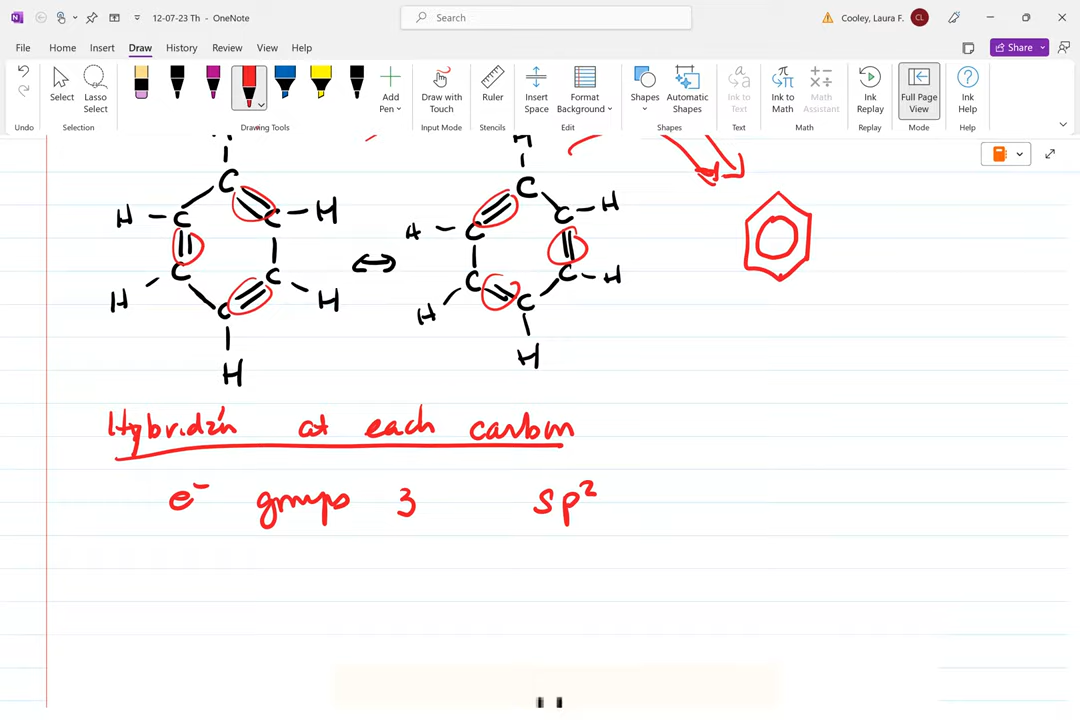 12-07-23 Th - OneNote
Search
Cooley, Laura F.
CL
File Home Insert Draw History Review View Help
Share
Select
Lasso Select
Add Pen
Draw with Touch
Ruler
Insert Space
Format Background
Shapes
Automatic Shapes
Ink to Text
Ink to Math
Math Assistant
Ink Replay
Full Page View
Ink Help
Undo Selection Drawing Tools Input Mode Stencils Edit Shapes Text Math Replay Mode Help
H
C C
H C C H C H
H C
H C C H C C H
H C H C
H H
Hybridz'n at each carbon
e⁻ groups 3 sp²